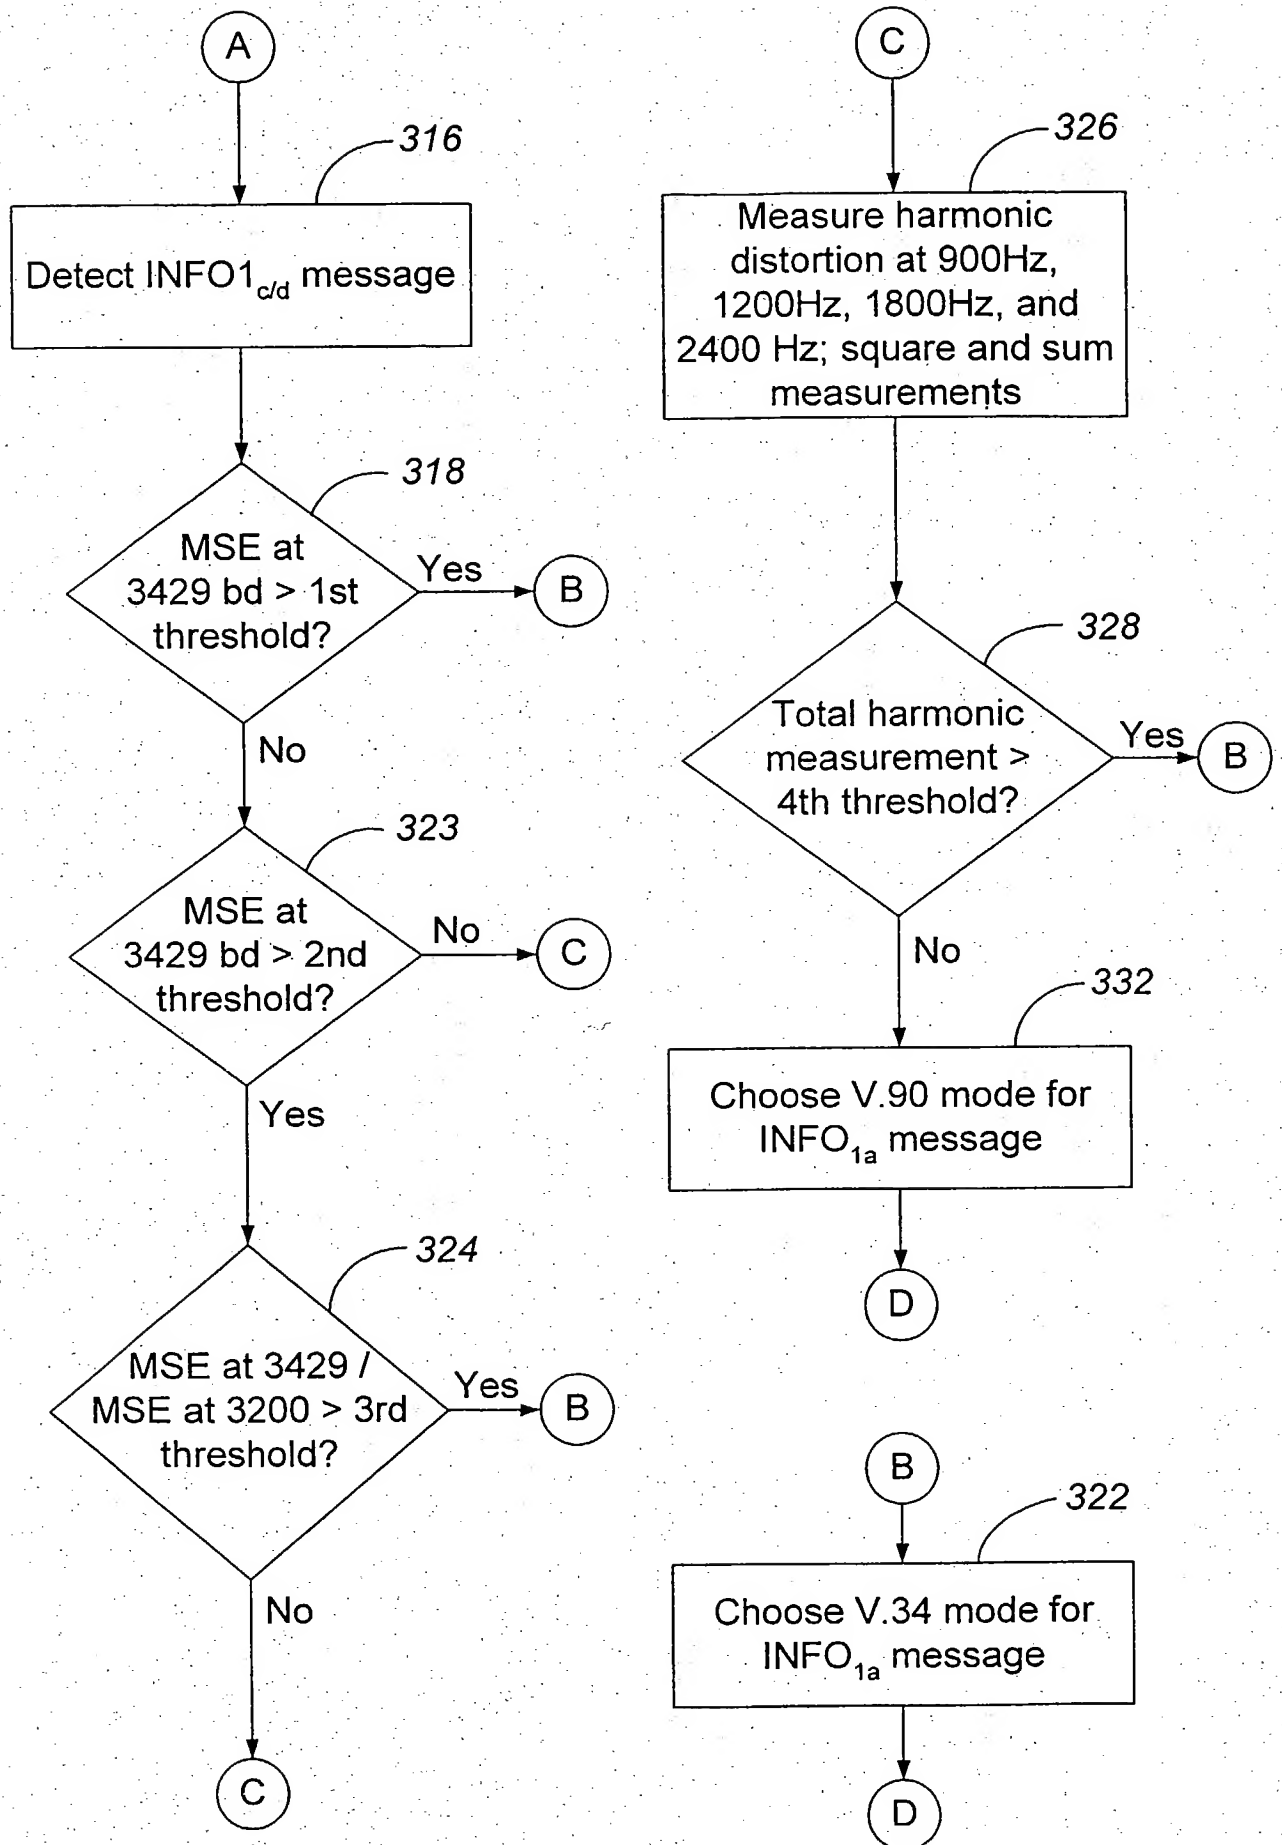 A
316
Detect INFO1c/d message
318
MSE at
3429 bd > 1st
threshold?
Yes
B
No
323
MSE at
3429 bd > 2nd
threshold?
No
C
Yes
324
MSE at 3429 /
MSE at 3200 > 3rd
threshold?
Yes
B
No
C
C
326
Measure harmonic
distortion at 900Hz,
1200Hz, 1800Hz, and
2400 Hz; square and sum
measurements
328
Total harmonic
measurement >
4th threshold?
Yes
B
No
332
Choose V.90 mode for
INFO1a message
D
B
322
Choose V.34 mode for
INFO1a message
D